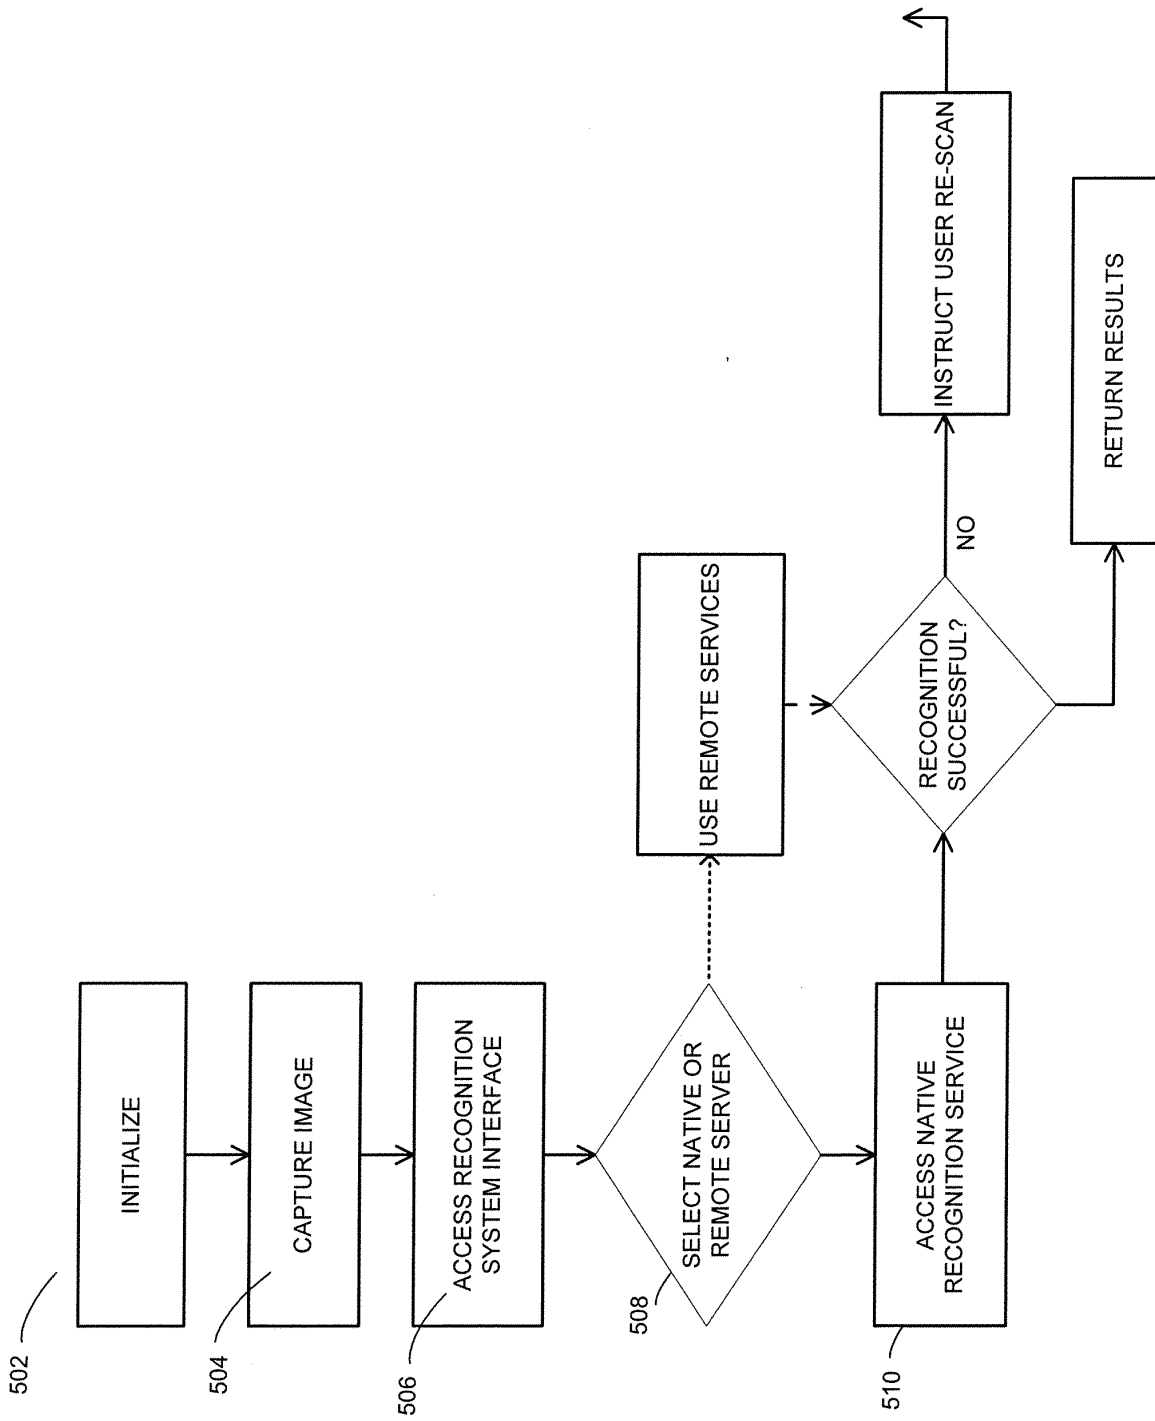 502
INITIALIZE
504
CAPTURE IMAGE
506
ACCESS RECOGNITION
SYSTEM INTERFACE
508
SELECT NATIVE OR
REMOTE SERVER
USE REMOTE SERVICES
510
ACCESS NATIVE
RECOGNITION SERVICE
RECOGNITION
SUCCESSFUL?
NO
INSTRUCT USER RE-SCAN
RETURN RESULTS